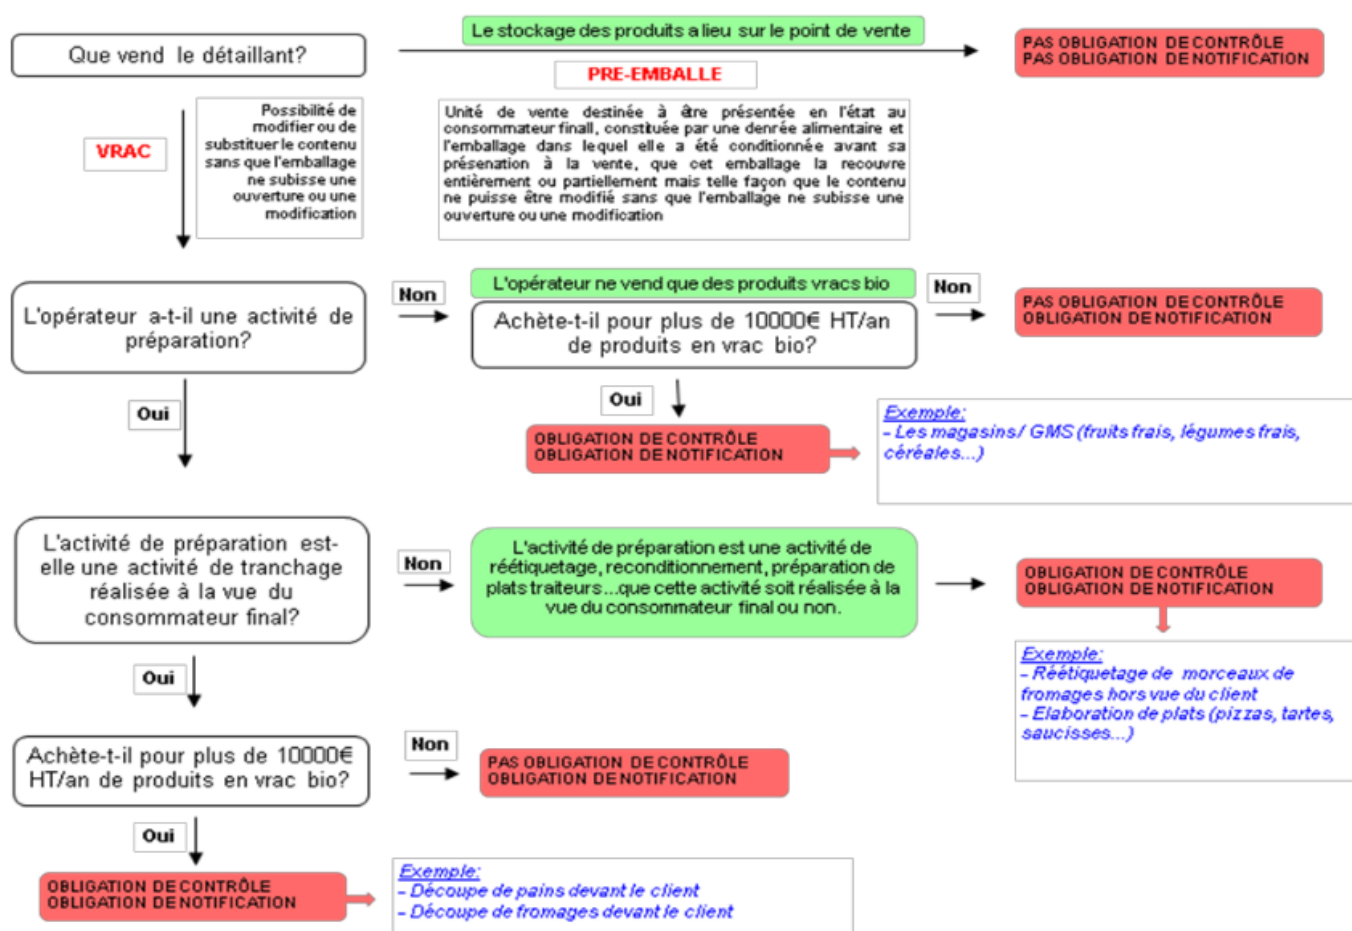 Que vend le détaillant?
Le stockage des produits a lieu sur le point de vente
PRE-EMBALLE
PAS OBLIGATION DE CONTRÔLE
PAS OBLIGATION DE NOTIFICATION
VRAC
Possibilité de
modifier ou de
substituer le contenu
sans que l'emballage
ne subisse une
ouverture ou une
modification
Unité de vente destinée à être présentée en l'état au
consommateur finall, constituée par une denrée alimentaire et
l'emballage dans lequel elle a été conditionnée avant sa
présenation à la vente, que cet emballage la recouvre
entièrement ou partiellement mais telle façon que le contenu
ne puisse être modifié sans que l'emballage ne subisse une
ouverture ou une modification
L'opérateur a-t-il une activité de
préparation?
Non
L'opérateur ne vend que des produits vracs bio
Achète-t-il pour plus de 10000€ HT/an
de produits en vrac bio?
Non
PAS OBLIGATION DE CONTRÔLE
OBLIGATION DE NOTIFICATION
Oui
Oui
OBLIGATION DE CONTRÔLE
OBLIGATION DE NOTIFICATION
Exemple:
- Les magasins/ GMS (fruits frais, légumes frais,
céréales...)
L'activité de préparation est-
elle une activité de tranchage
réalisée à la vue du
consommateur final?
Non
L'activité de préparation est une activité de
réétiquetage, reconditionnement, préparation de
plats traiteurs...que cette activité soit réalisée à la
vue du consommateur final ou non.
OBLIGATION DE CONTRÔLE
OBLIGATION DE NOTIFICATION
Exemple:
- Réétiquetage de morceaux de
fromages hors vue du client
- Elaboration de plats (pizzas, tartes,
saucisses...)
Oui
Achète-t-il pour plus de 10000€
HT/an de produits en vrac bio?
Non
PAS OBLIGATION DE CONTRÔLE
OBLIGATION DE NOTIFICATION
Oui
OBLIGATION DE CONTRÔLE
OBLIGATION DE NOTIFICATION
Exemple:
- Découpe de pains devant le client
- Découpe de fromages devant le client